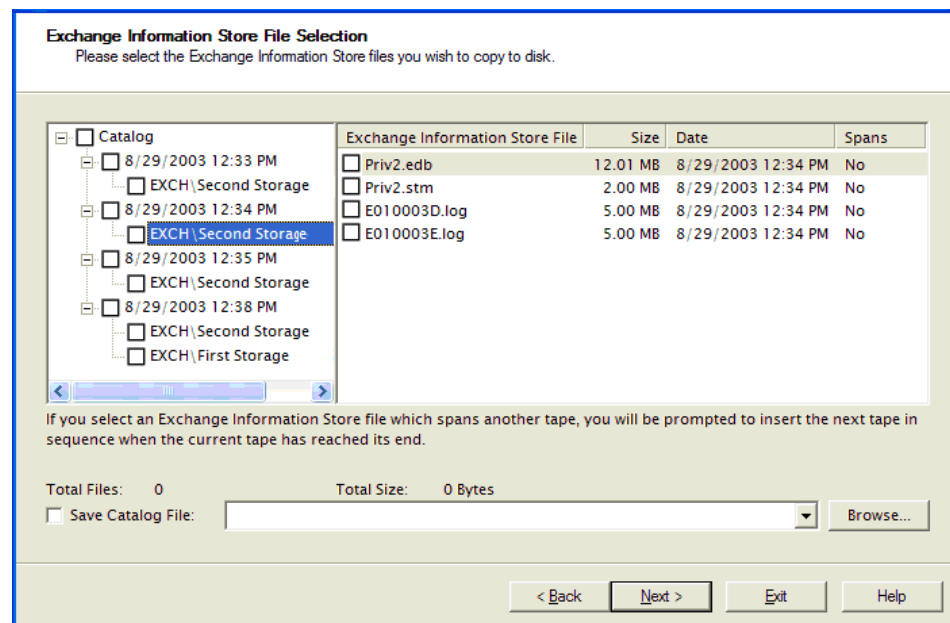 Exchange Information Store File Selection
Please select the Exchange Information Store files you wish to copy to disk.
Catalog
8/29/2003 12:33 PM
EXCH\Second Storage
8/29/2003 12:34 PM
EXCH\Second Storage
8/29/2003 12:35 PM
EXCH\Second Storage
8/29/2003 12:38 PM
EXCH\Second Storage
EXCH\First Storage
Exchange Information Store File Size Date Spans
Priv2.edb 12.01 MB 8/29/2003 12:34 PM No
Priv2.stm 2.00 MB 8/29/2003 12:34 PM No
E010003D.log 5.00 MB 8/29/2003 12:34 PM No
E010003E.log 5.00 MB 8/29/2003 12:34 PM No
If you select an Exchange Information Store file which spans another tape, you will be prompted to insert the next tape in
sequence when the current tape has reached its end.
Total Files: 0 Total Size: 0 Bytes
Save Catalog File: Browse...
< Back Next > Exit Help